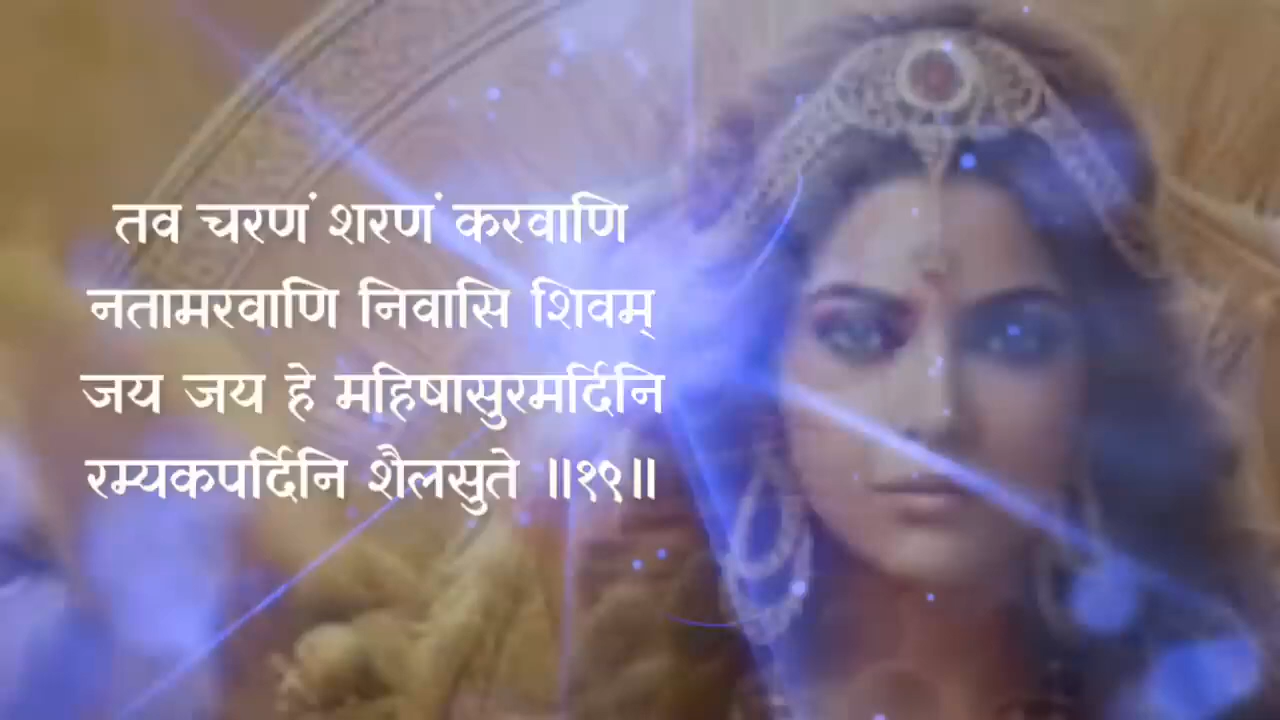 तव चरणं शरणं करवाणि
नतामरवाणि निवासि शिवम्
जय जय हे महिषासुरमर्दिनि
रम्यकपर्दिनि शैलसुते ॥१९॥